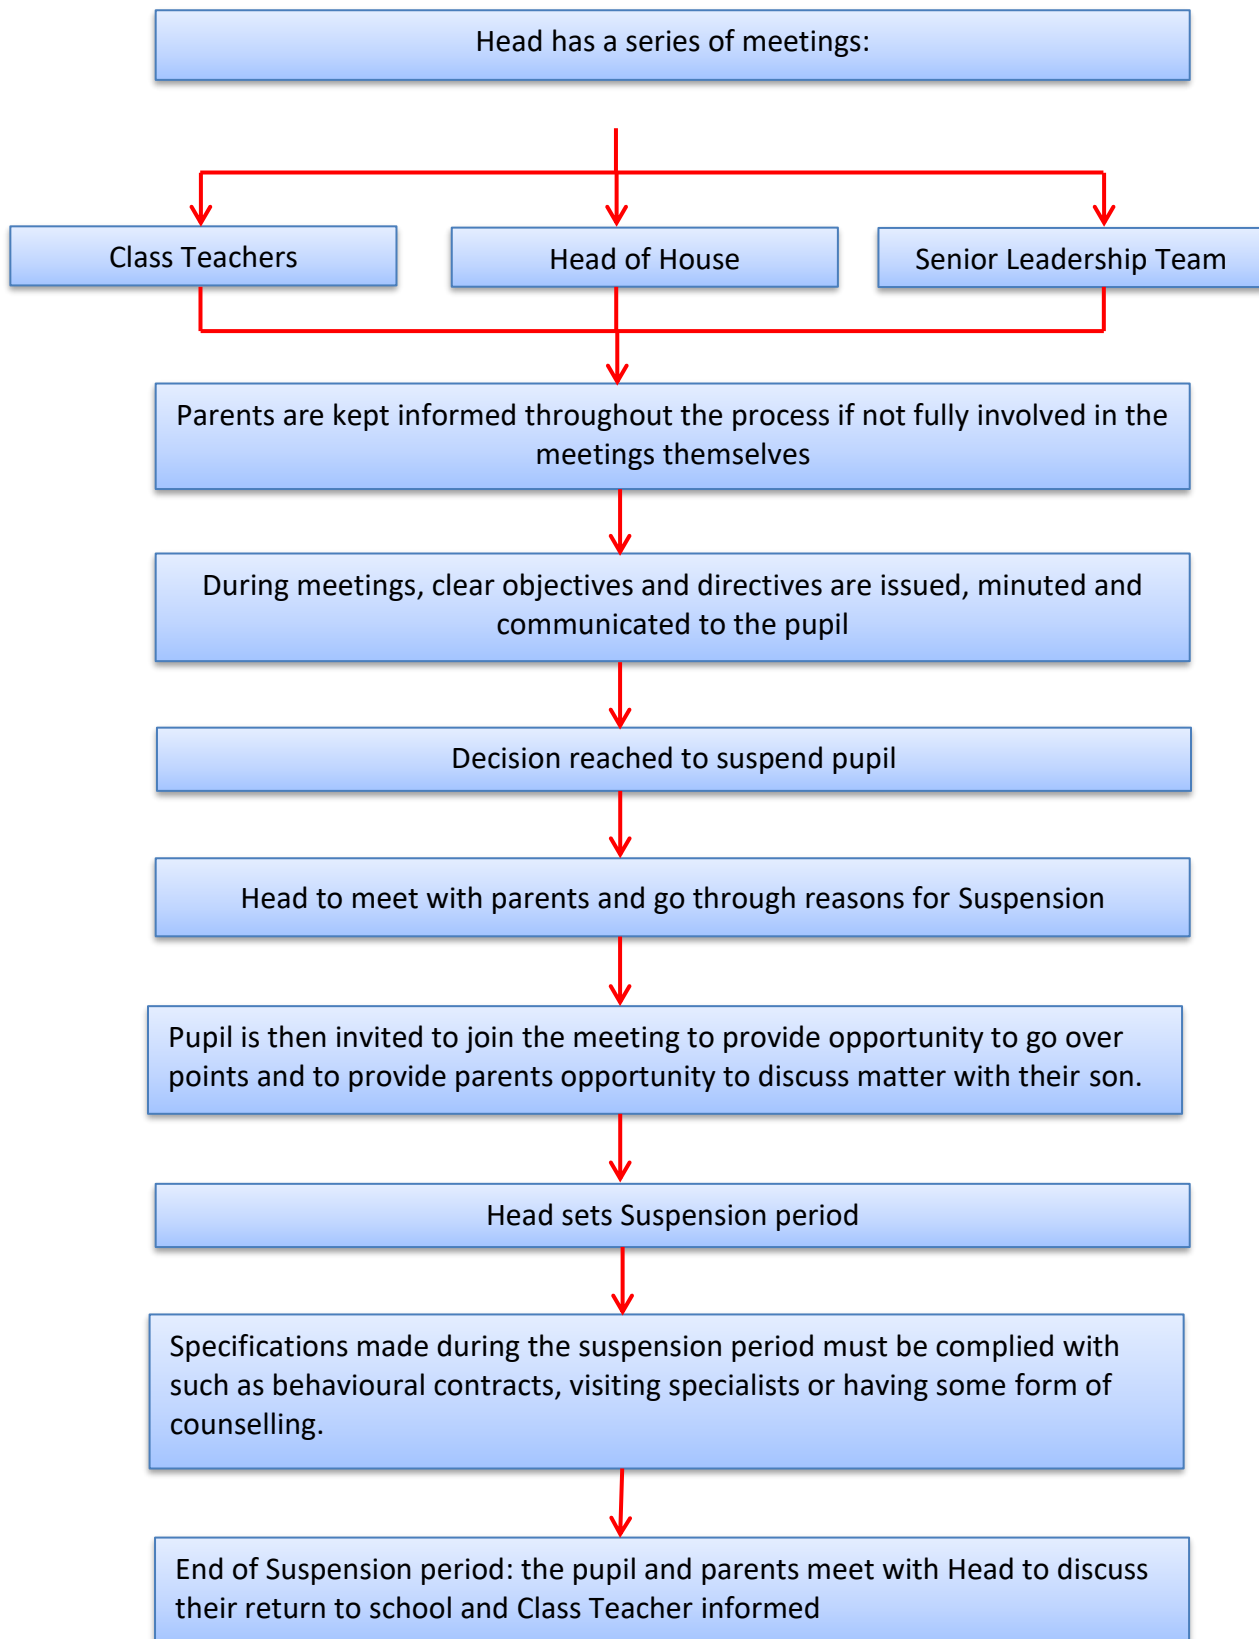 Head has a series of meetings:
Class Teachers
Head of House
Senior Leadership Team
Parents are kept informed throughout the process if not fully involved in the
meetings themselves
During meetings, clear objectives and directives are issued, minuted and
communicated to the pupil
Decision reached to suspend pupil
Head to meet with parents and go through reasons for Suspension
Pupil is then invited to join the meeting to provide opportunity to go over
points and to provide parents opportunity to discuss matter with their son.
Head sets Suspension period
Specifications made during the suspension period must be complied with
such as behavioural contracts, visiting specialists or having some form of
counselling.
End of Suspension period: the pupil and parents meet with Head to discuss
their return to school and Class Teacher informed